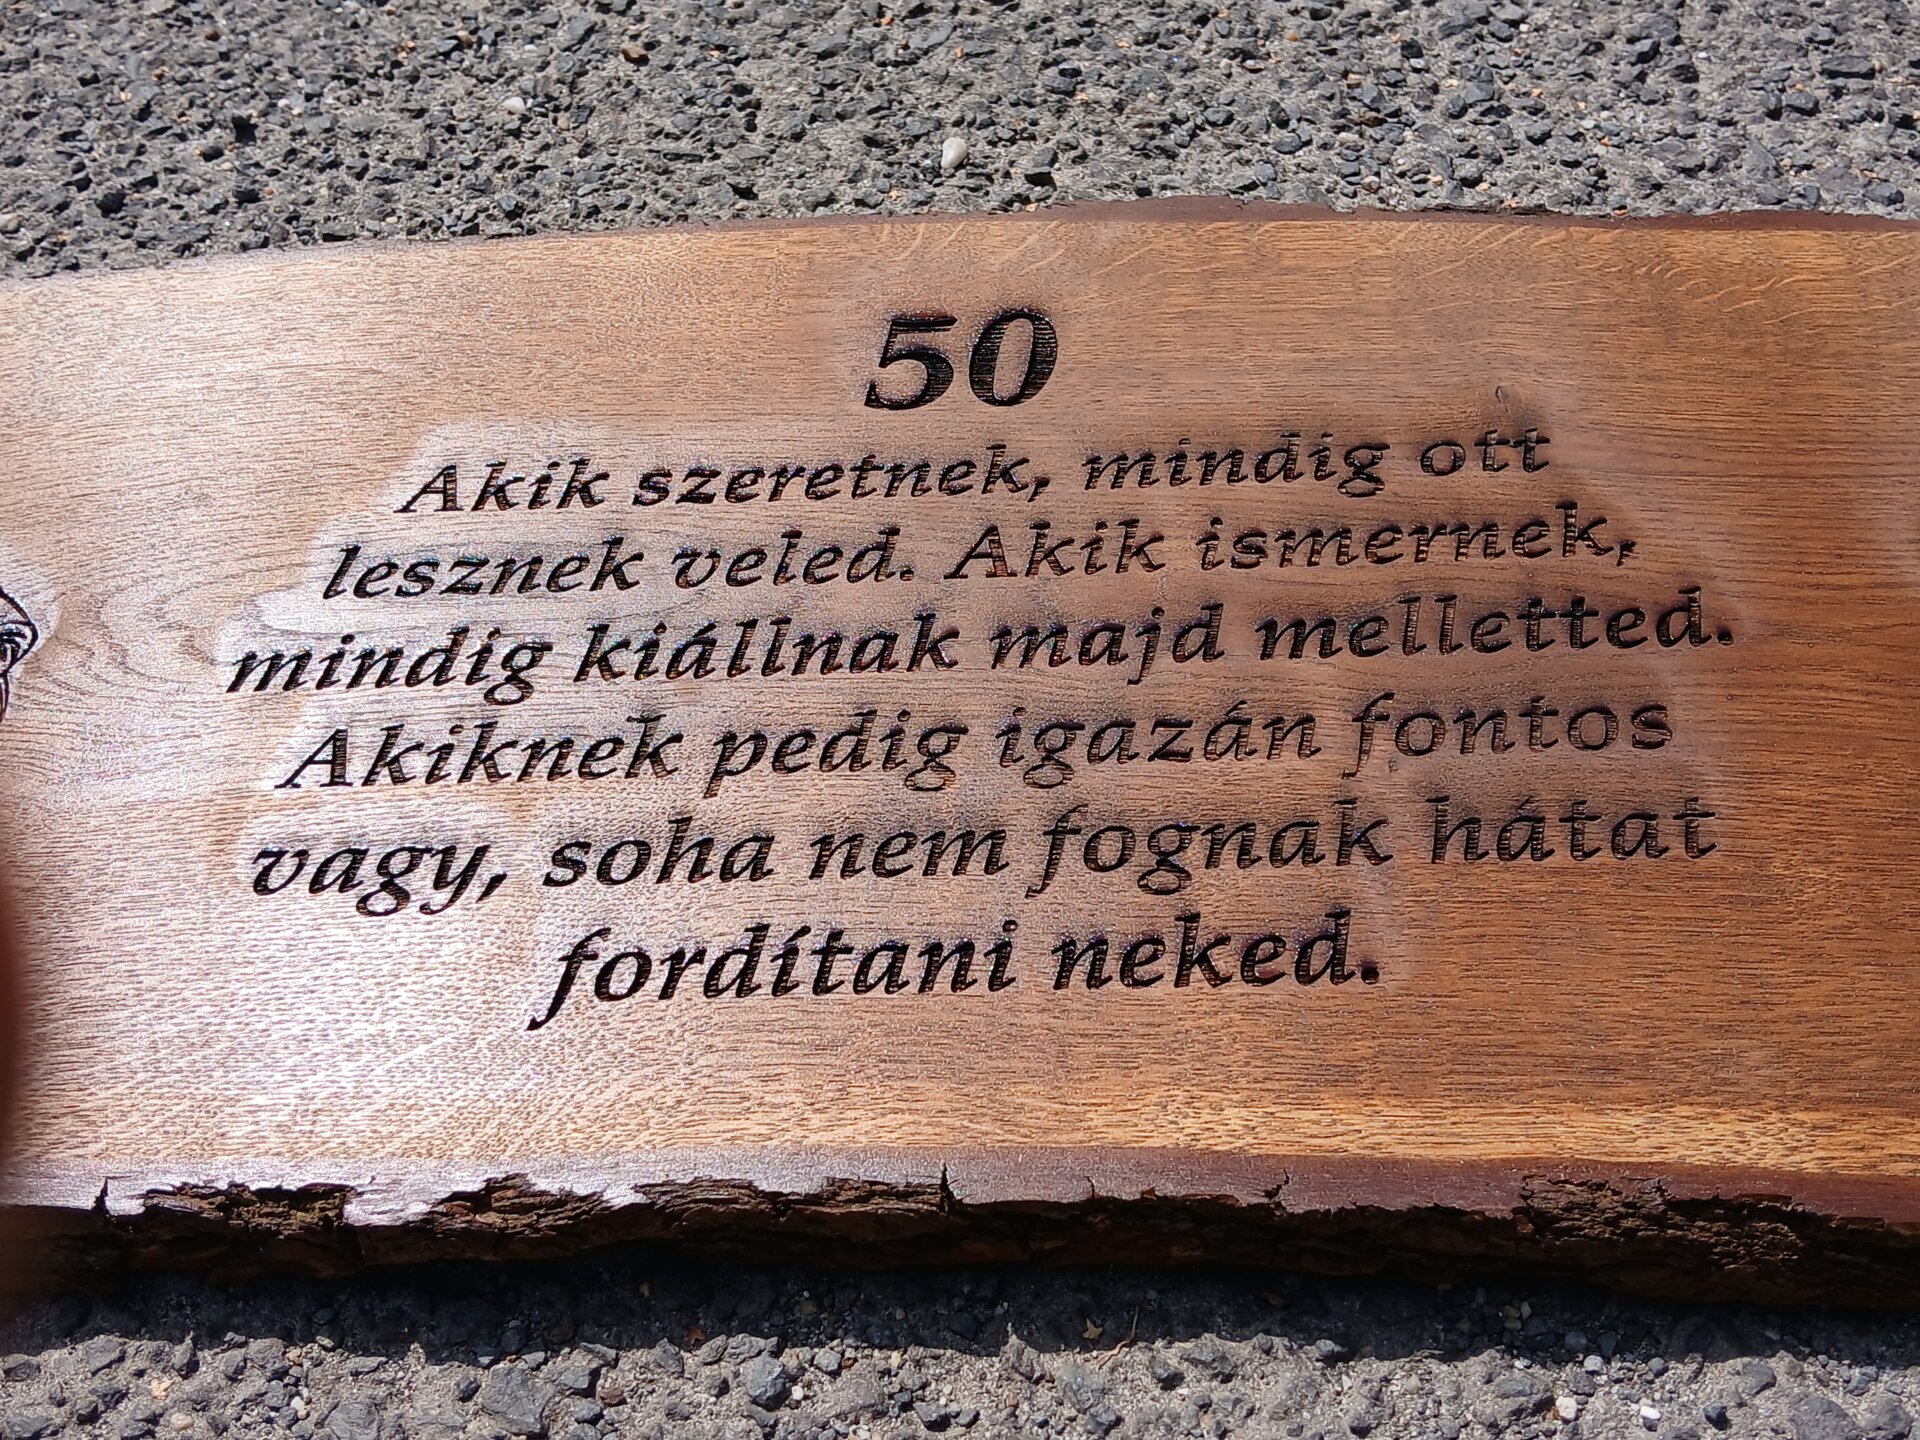 50
Akik szeretnek, mindig ott
lesznek veled. Akik ismernek,
mindig kiállnak majd melletted.
Akiknek pedig igazán fontos
vagy, soha nem fognak hátat
fordítani neked.